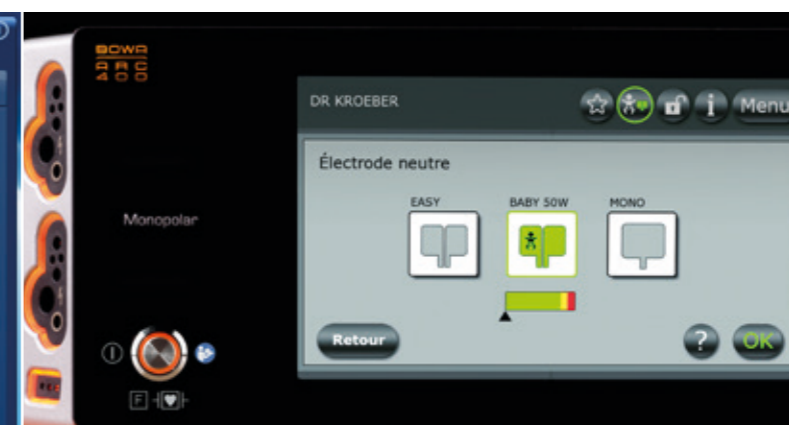 BOWA
ARC
400
DR KROEBER
i
Menu
Électrode neutre
EASY
BABY 50W
MONO
Monopolar
Retour
?
OK
F